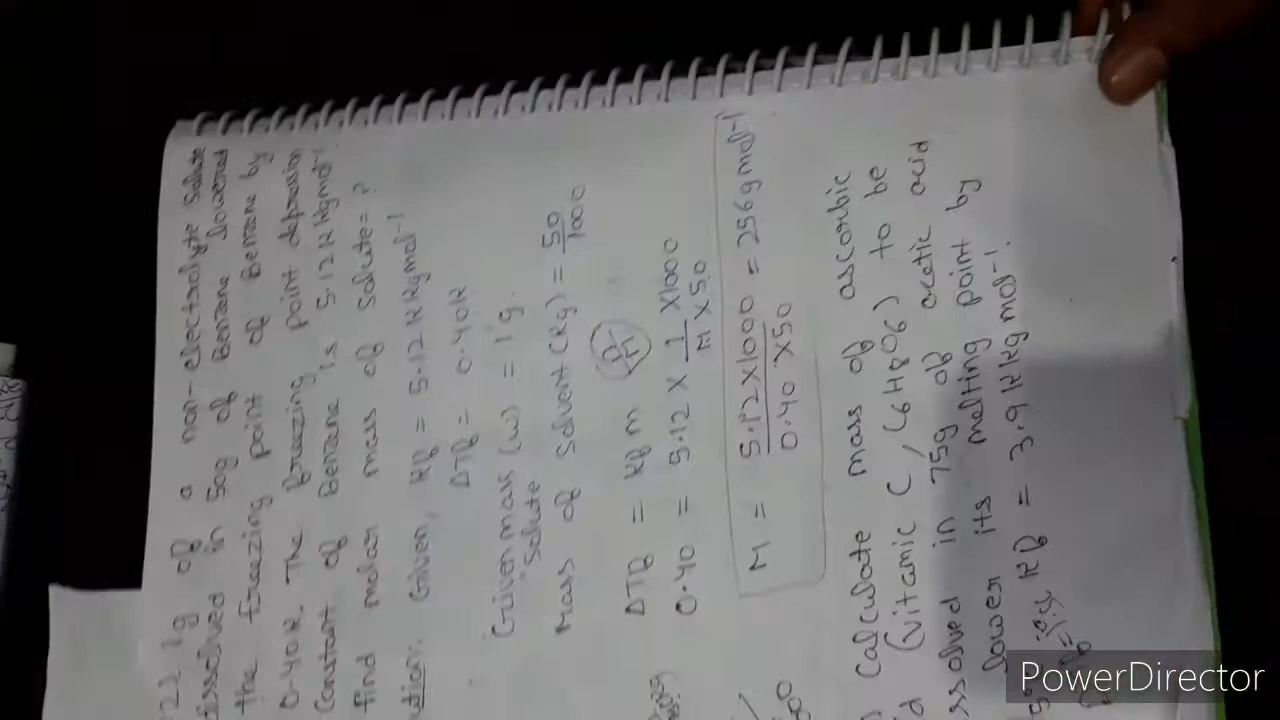 22 1g of a non-electrolyte solute
dissolved in 50g of Benzene lowered
the freezing point of Benzene by
0.40K. The freezing point depression
constant of Benzene is 5.12 K kg mol-1.
find molar mass of solute = ?
ution: Given, Kf = 5.12 K kg mol-1
ΔTf = 0.40K
Given mass (w) = 1g.
solute
Mass of solvent (kg) = 50/1000
ΔTf = Kf m
0.40 = 5.12 × 1/M × 1000/50
M = 5.12×1000/0.40×50 = 256 g mol-1
calculate mass of ascorbic
d (vitamic C, C6H8O6) to be
ssolved in 75g of acetic acid
lower its melting point by
Kf = 3.9 K kg mol-1.
PowerDirector